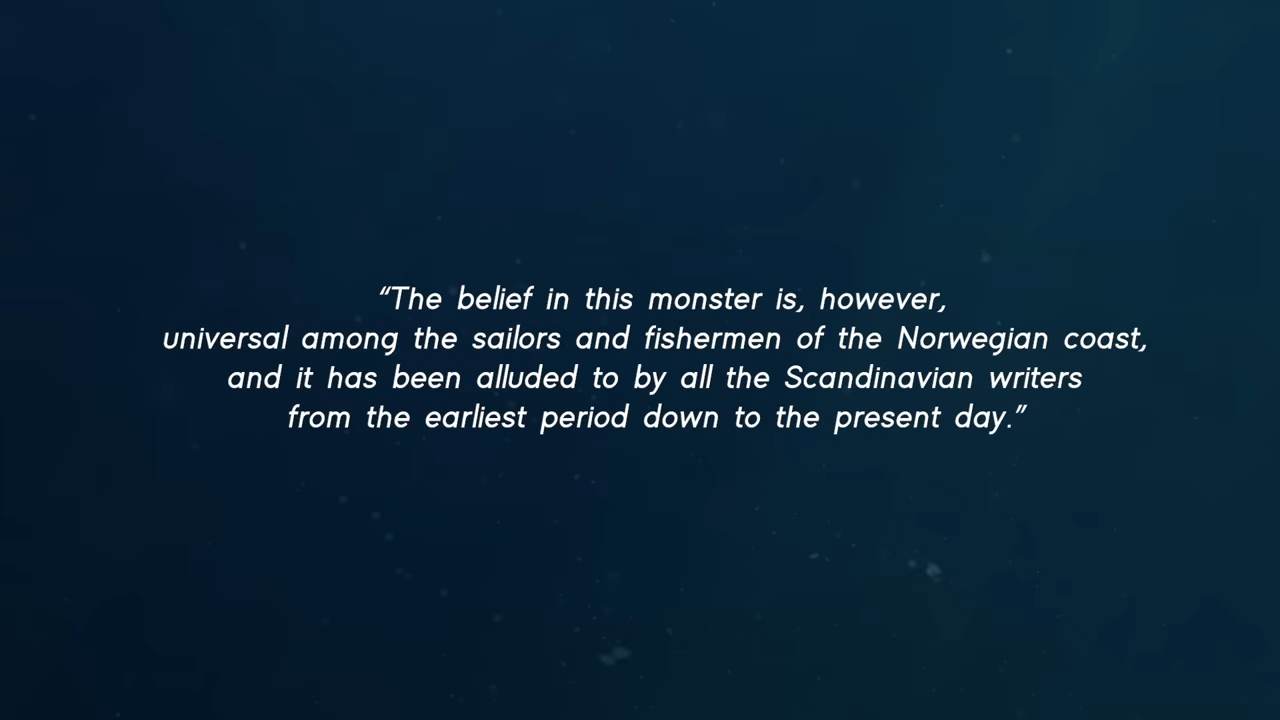 “The belief in this monster is, however,
universal among the sailors and fishermen of the Norwegian coast,
and it has been alluded to by all the Scandinavian writers
from the earliest period down to the present day.”